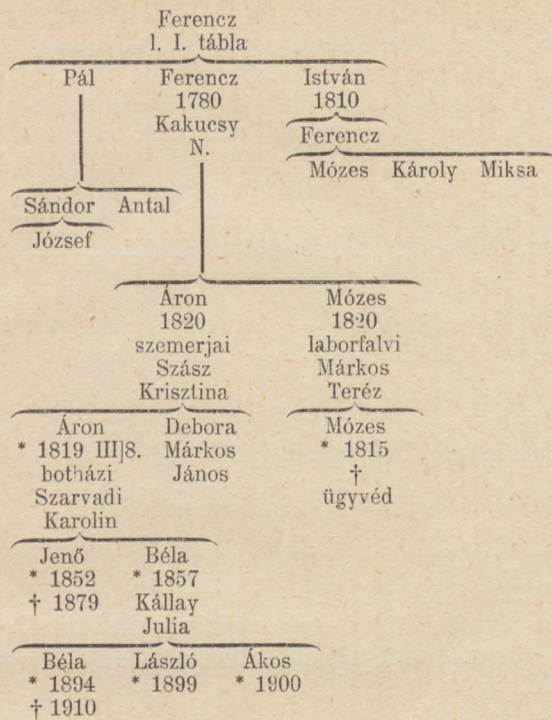 Ferencz
l. I. tábla
Pál Ferencz István
1780 1810
Kakucsy Ferencz
N.
Mózes Károly Miksa
Sándor Antal
József
Áron Mózes
1820 1820
szemerjai laborfalvi
Szász Márkos
Krisztina Teréz
Áron Debora Mózes
* 1819 III]8. Márkos * 1815
botházi János †
Szarvadi ügyvéd
Karolin
Jenő Béla
* 1852 * 1857
† 1879 Kállay
Julia
Béla László Ákos
* 1894 * 1899 * 1900
† 1910